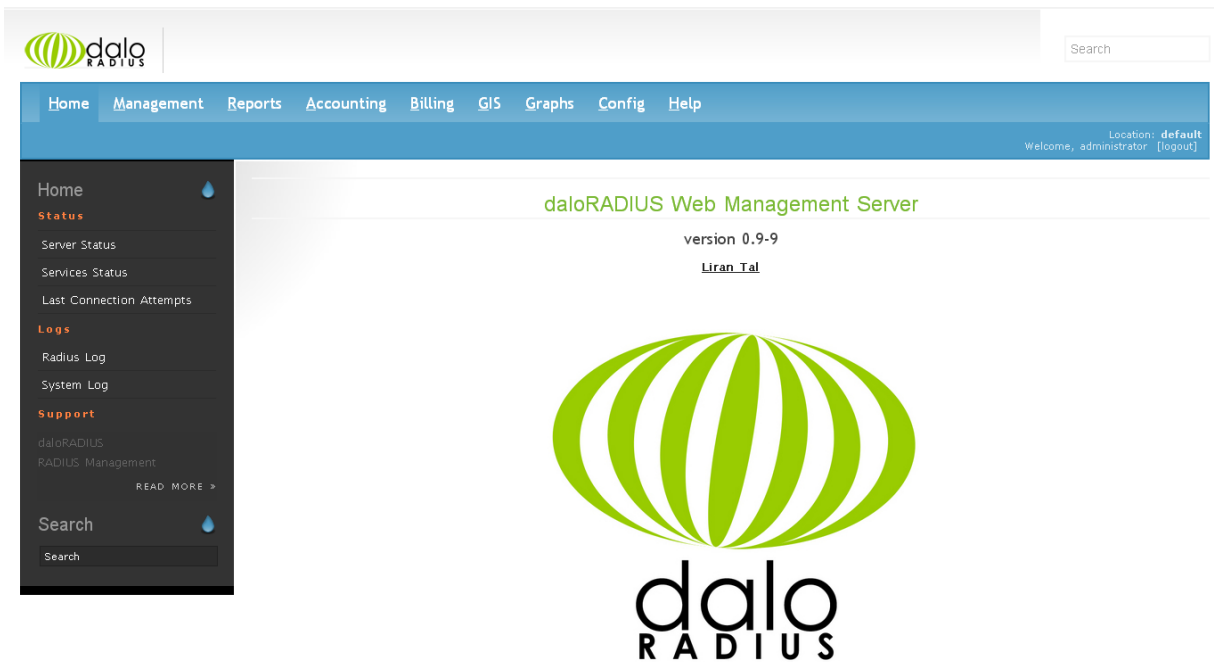 dalo
RADIUS
Search
Home Management Reports Accounting Billing GIS Graphs Config Help
Location: default
Welcome, administrator [logout]
Home
Status
Server Status
Services Status
Last Connection Attempts
Logs
Radius Log
System Log
Support
daloRADIUS
RADIUS Management
READ MORE »
Search
Search
daloRADIUS Web Management Server
version 0.9-9
Liran Tal
dalo
RADIUS